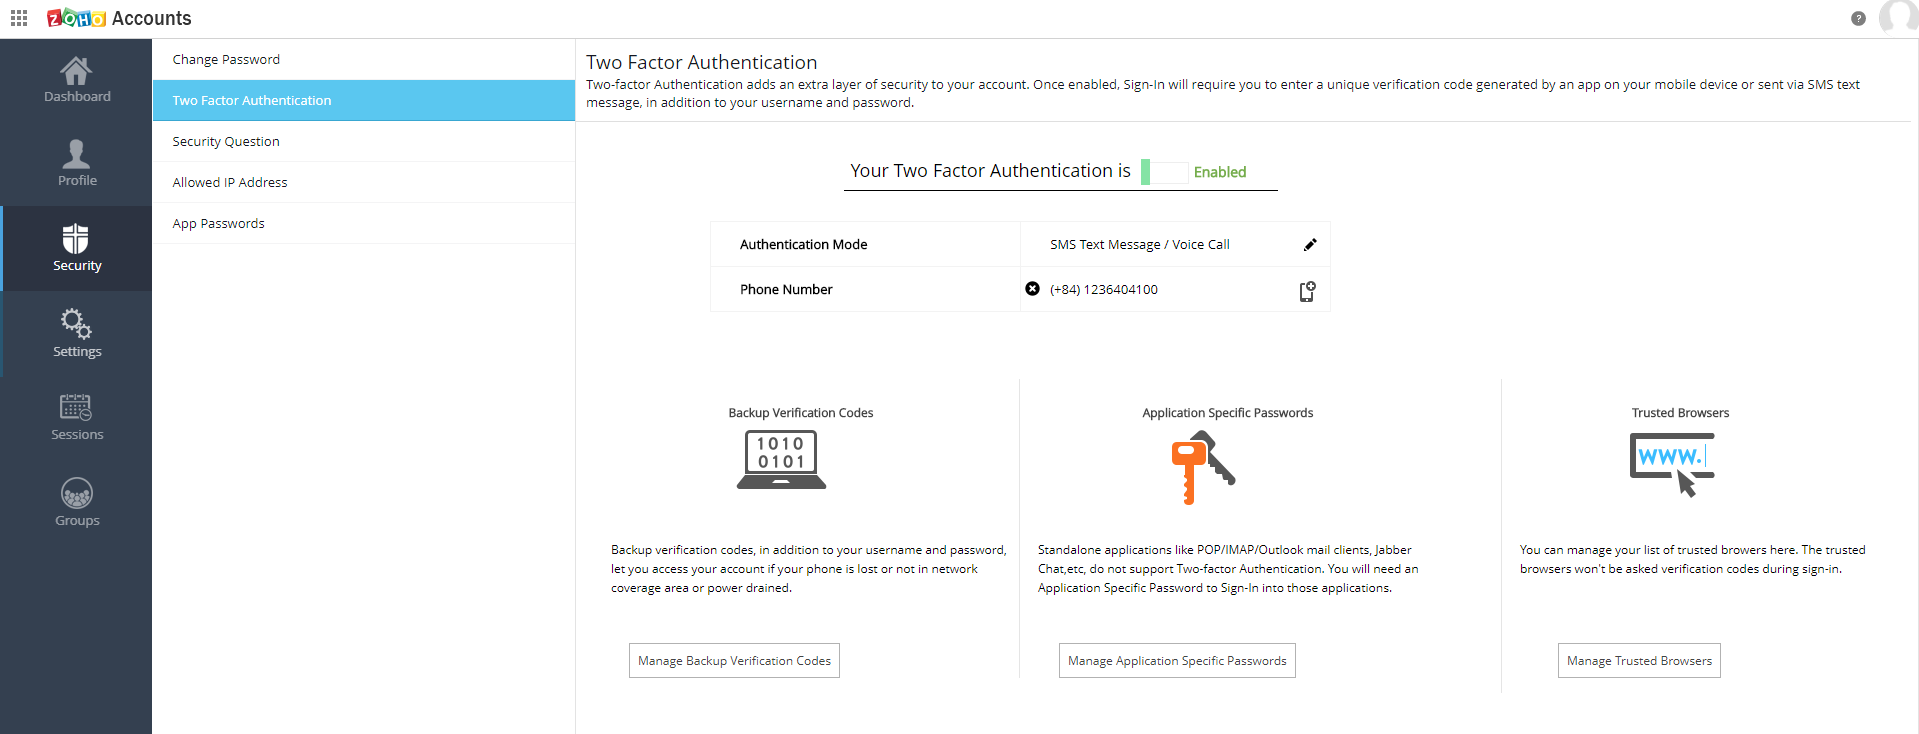 ZOHO Accounts
?
Dashboard
Profile
Security
Settings
Sessions
Groups
Change Password
Two Factor Authentication
Security Question
Allowed IP Address
App Passwords
Two Factor Authentication
Two-factor Authentication adds an extra layer of security to your account. Once enabled, Sign-In will require you to enter a unique verification code generated by an app on your mobile device or sent via SMS text
message, in addition to your username and password.
Your Two Factor Authentication is Enabled
Authentication Mode SMS Text Message / Voice Call
Phone Number (+84) 1236404100
Backup Verification Codes
1010
0101
Backup verification codes, in addition to your username and password,
let you access your account if your phone is lost or not in network
coverage area or power drained.
Manage Backup Verification Codes
Application Specific Passwords
Standalone applications like POP/IMAP/Outlook mail clients, Jabber
Chat,etc, do not support Two-factor Authentication. You will need an
Application Specific Password to Sign-In into those applications.
Manage Application Specific Passwords
Trusted Browsers
www.
You can manage your list of trusted browers here. The trusted
browsers won't be asked verification codes during sign-in.
Manage Trusted Browsers